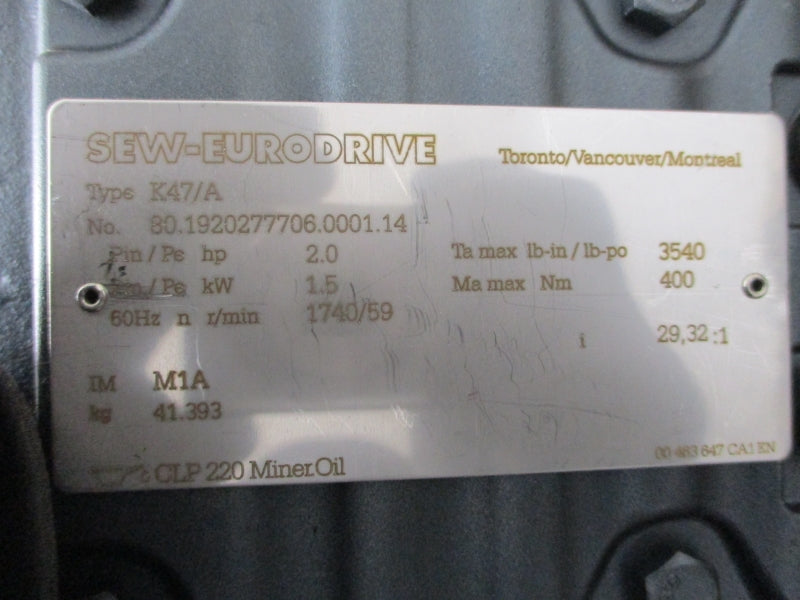 SEW-EURODRIVE
Toronto/Vancouver/Montreal
Type K47/A
No. 80.1920277706.0001.14
Pin/Pe hp 2.0
Ta max lb-in/lb-po 3540
Pin/Pe kW 1.5
Ma max Nm 400
60Hz n r/min 1740/59
i 29,32:1
IM M1A
kg 41.393
CLP 220 Miner.Oil
00 463 647 CA1 EN